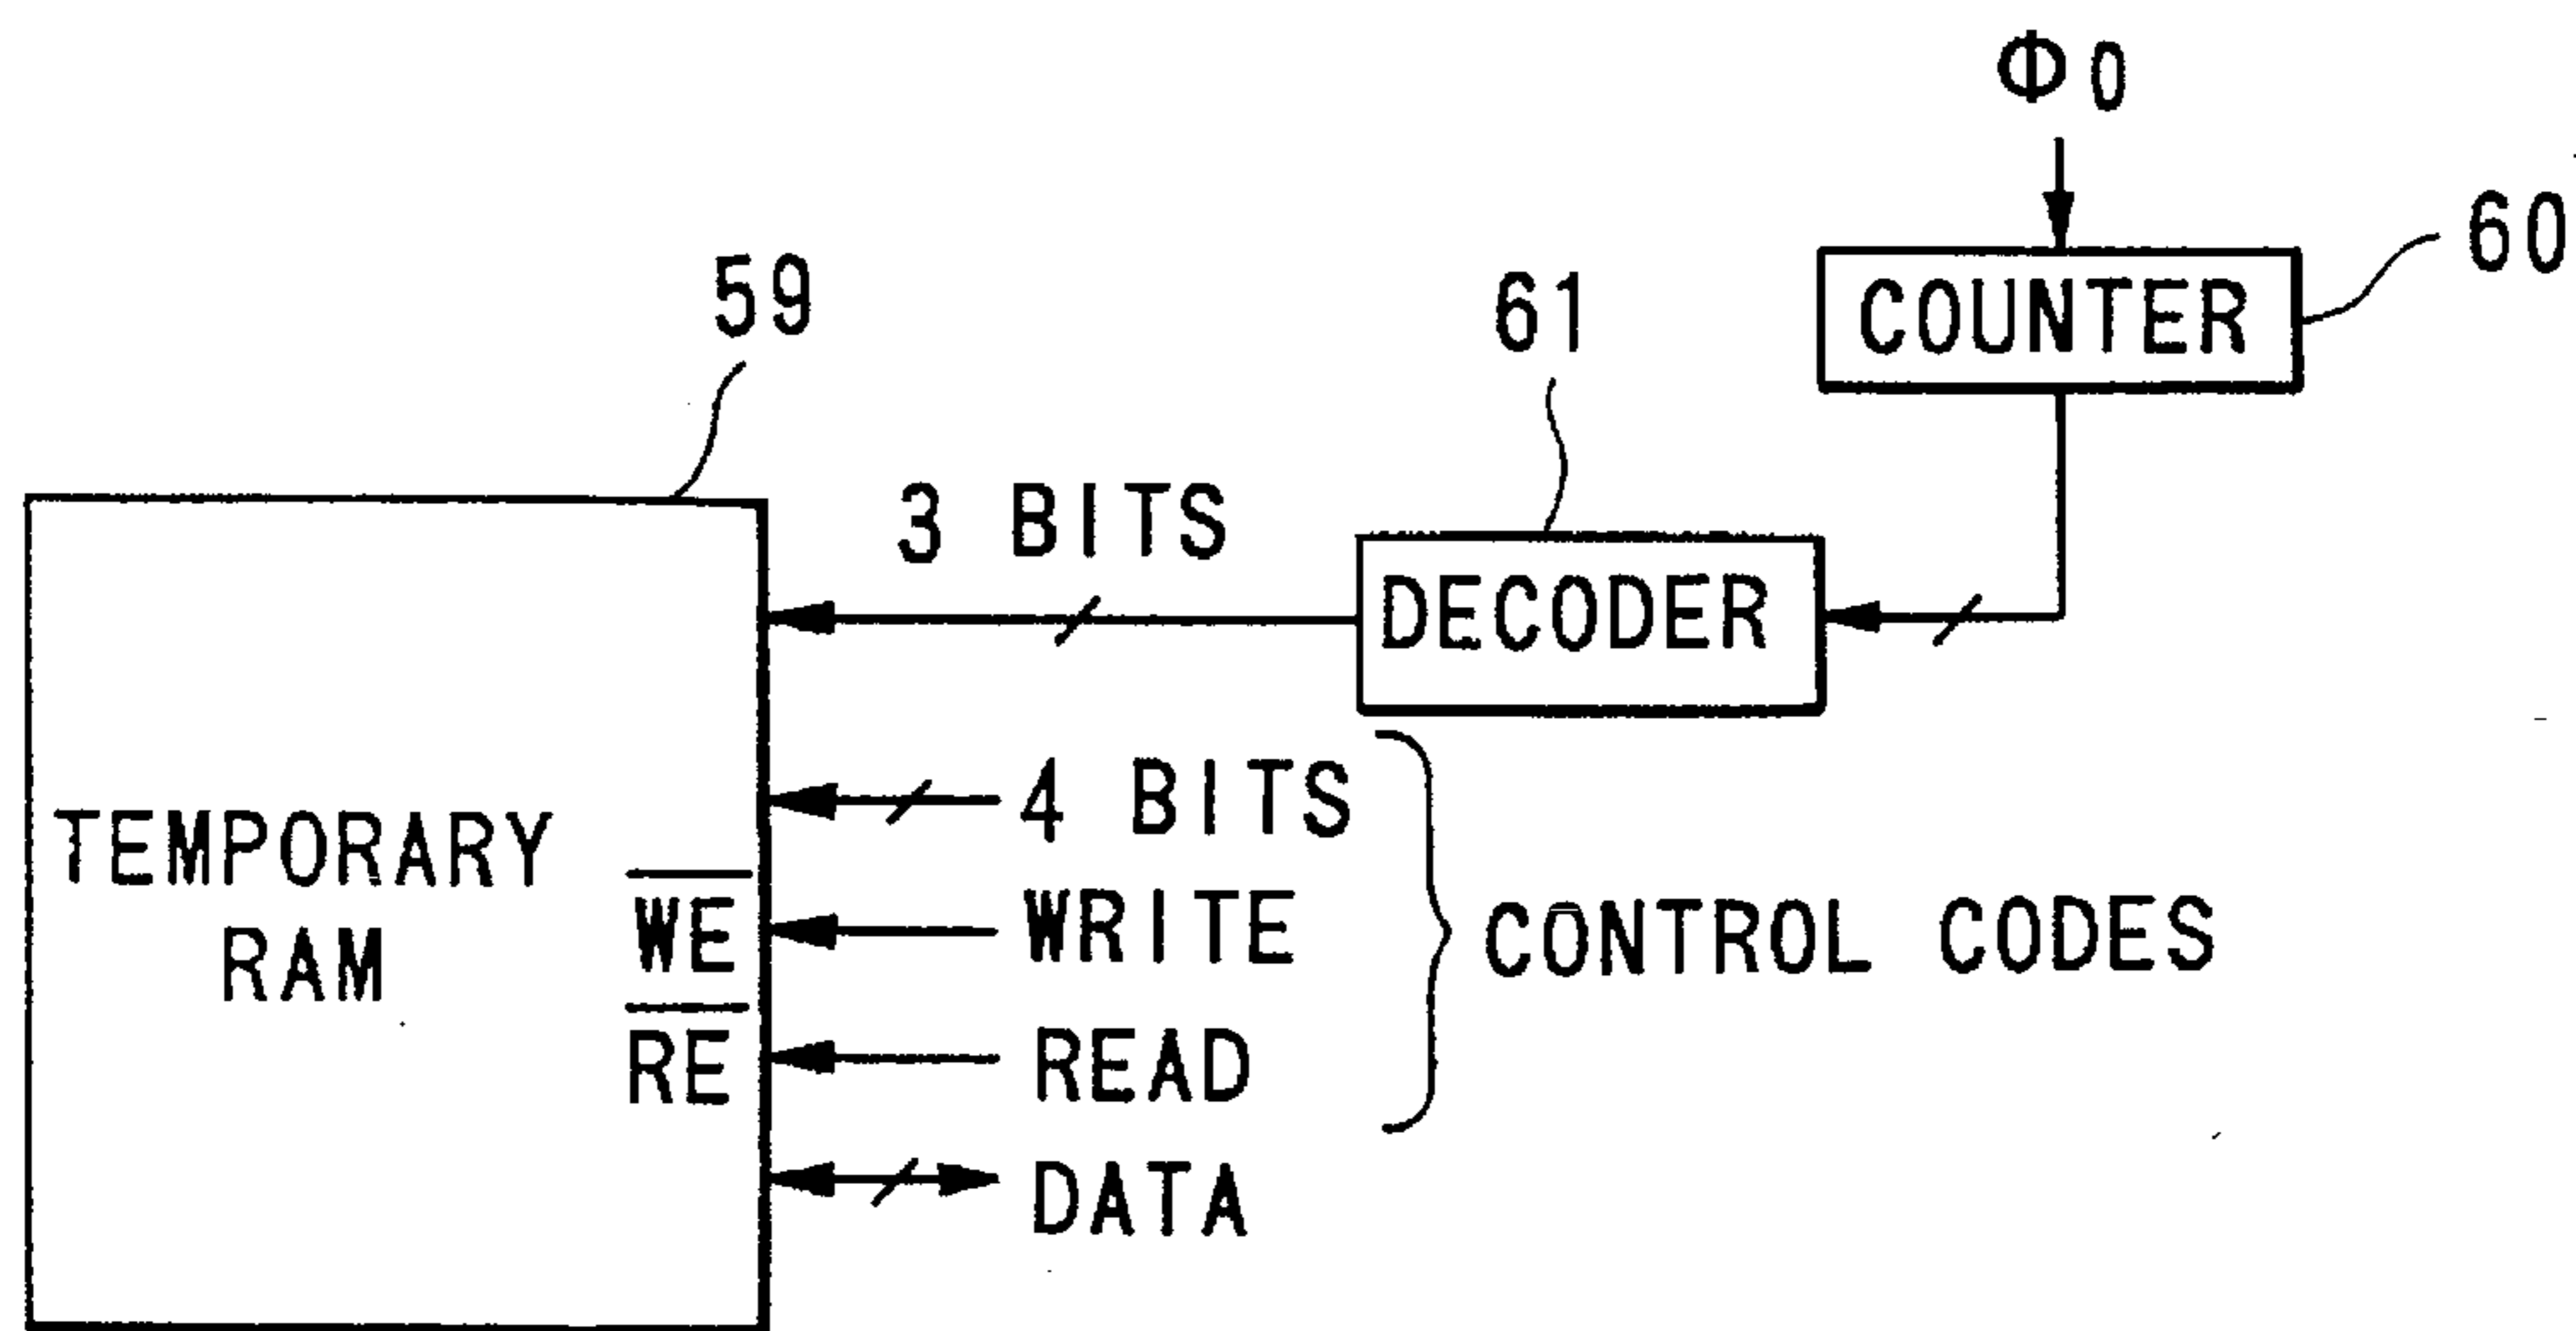 Φ0
COUNTER
60
59
61
3 BITS
DECODER
TEMPORARY
RAM
4 BITS
WE
WRITE
RE
READ
CONTROL CODES
DATA